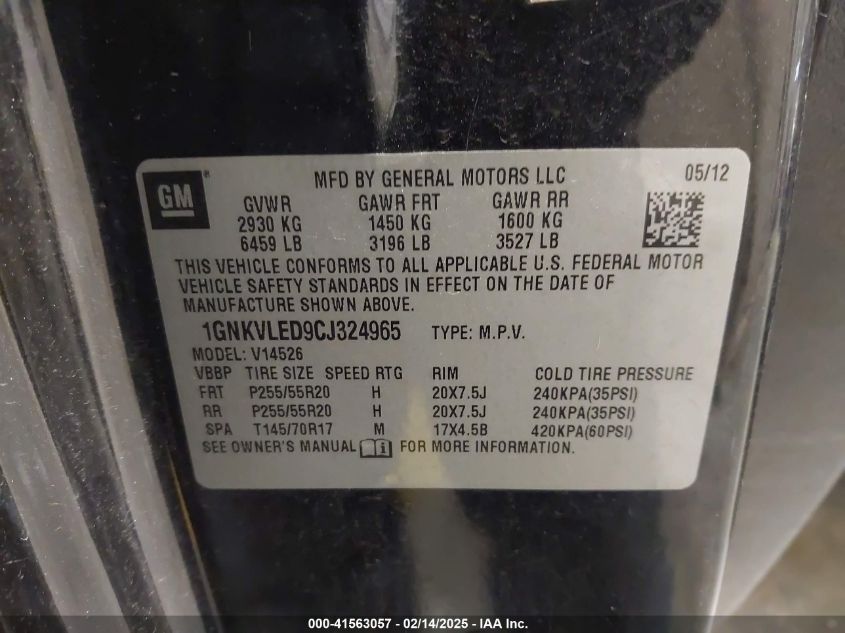 GM
MFD BY GENERAL MOTORS LLC
05/12
GVWR GAWR FRT GAWR RR
2930 KG 1450 KG 1600 KG
6459 LB 3196 LB 3527 LB
THIS VEHICLE CONFORMS TO ALL APPLICABLE U.S. FEDERAL MOTOR
VEHICLE SAFETY STANDARDS IN EFFECT ON THE DATE OF
MANUFACTURE SHOWN ABOVE.
1GNKVLED9CJ324965 TYPE: M.P.V.
MODEL: V14526
VBBP TIRE SIZE SPEED RTG RIM COLD TIRE PRESSURE
FRT P255/55R20 H 20X7.5J 240KPA(35PSI)
RR P255/55R20 H 20X7.5J 240KPA(35PSI)
SPA T145/70R17 M 17X4.5B 420KPA(60PSI)
SEE OWNER'S MANUAL FOR MORE INFORMATION.
000-41563057 - 02/14/2025 - IAA Inc.